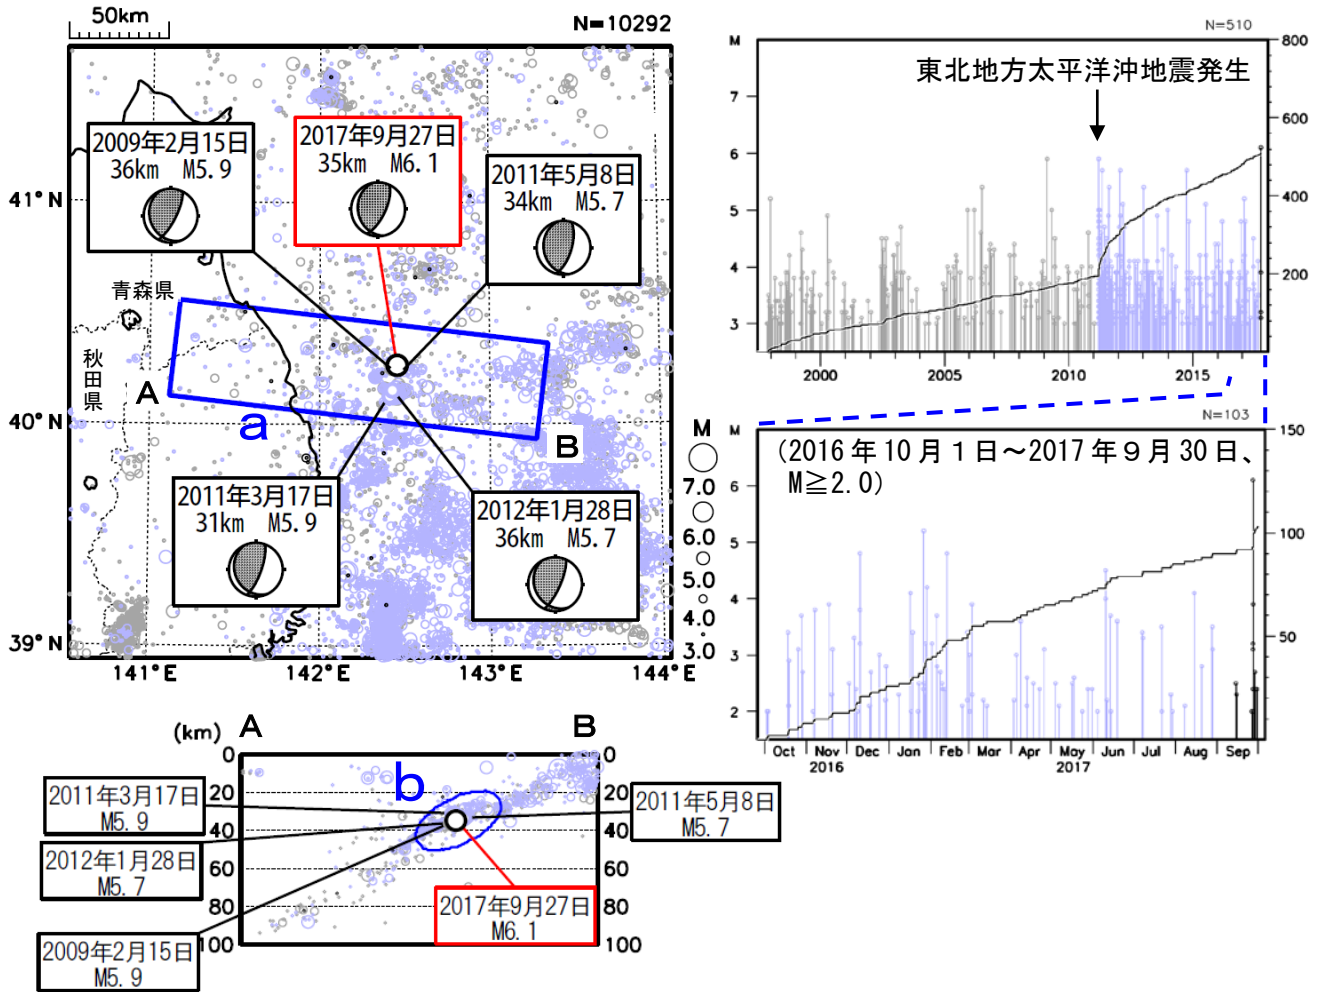 50km
N=10292
2009年2月15日
36km M5.9
2017年9月27日
35km M6.1
2011年5月8日
34km M5.7
41°N
青森県
秋田県
A
a
B
40°N
2011年3月17日
31km M5.9
2012年1月28日
36km M5.7
39°N
141°E
142°E
143°E
144°E
M
7.0
6.0
5.0
4.0
3.0
N=510
M
東北地方太平洋沖地震発生
7
6
5
4
3
800
600
400
200
2000
2005
2010
2015
N=103
M
(2016年10月1日～2017年9月30日、
M≧2.0)
6
5
4
3
2
150
100
50
Oct
Nov
Dec
Jan
Feb
Mar
Apr
May
Jun
Jul
Aug
Sep
2016
2017
(km)
A
B
b
0
20
40
60
80
100
0
20
40
60
80
100
2011年3月17日
M5.9
2012年1月28日
M5.7
2009年2月15日
M5.9
2011年5月8日
M5.7
2017年9月27日
M6.1